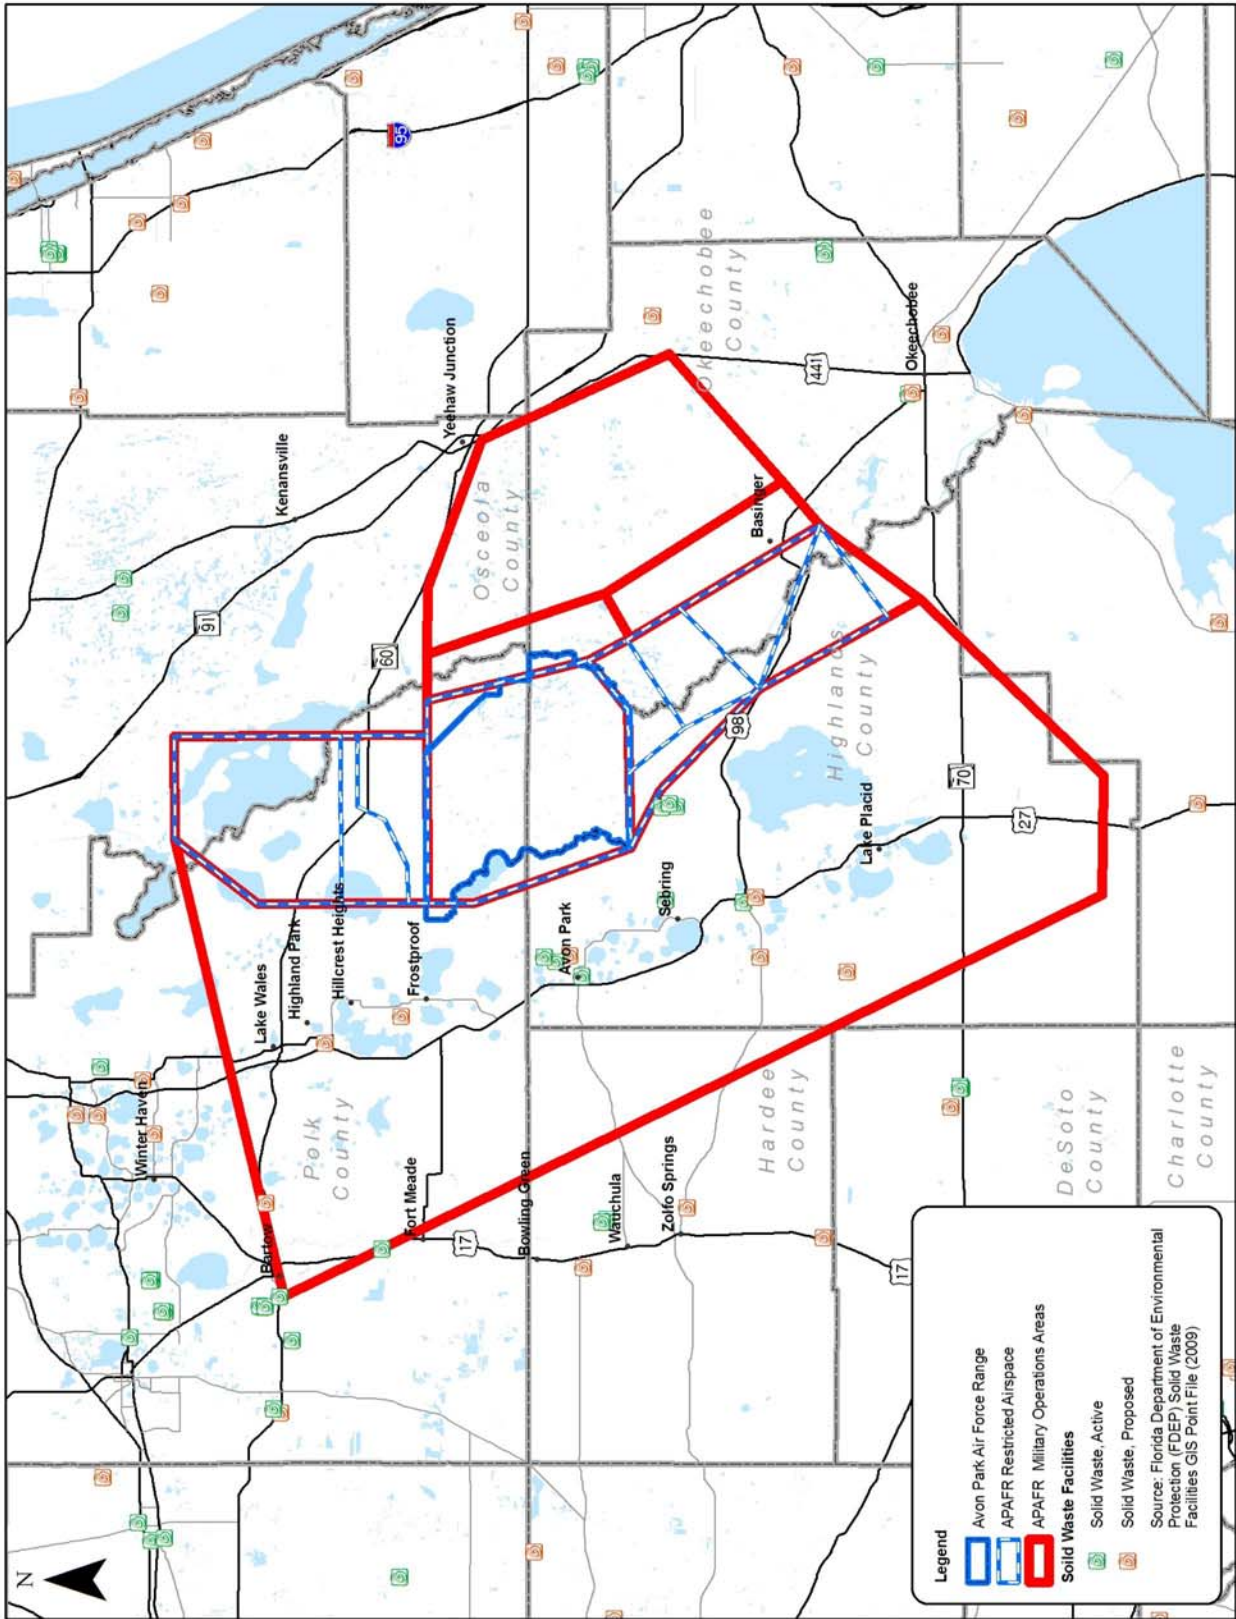 N
95
91
Kenansville
Yeehaw Junction
60
Osceola
County
Okeechobee
County
441
Okeechobee
Basinger
Highlands
County
98
70
27
Lake Placid
Sebring
Avon Park
Lake Wales
Highland Park
Hillcrest Heights
Frostproof
Winter Haven
Polk
County
Bartow
Fort Meade
17
Bowling Green
Wauchula
Zolfo Springs
Hardee
County
17
DeSoto
County
Charlotte
County
Legend
Avon Park Air Force Range
APAFR Restricted Airspace
APAFR Military Operations Areas
Soild Waste Facilities
Solid Waste, Active
Solid Waste, Proposed
Source: Florida Department of Environmental
Protection (FDEP) Solid Waste
Facilities GIS Point File (2009)